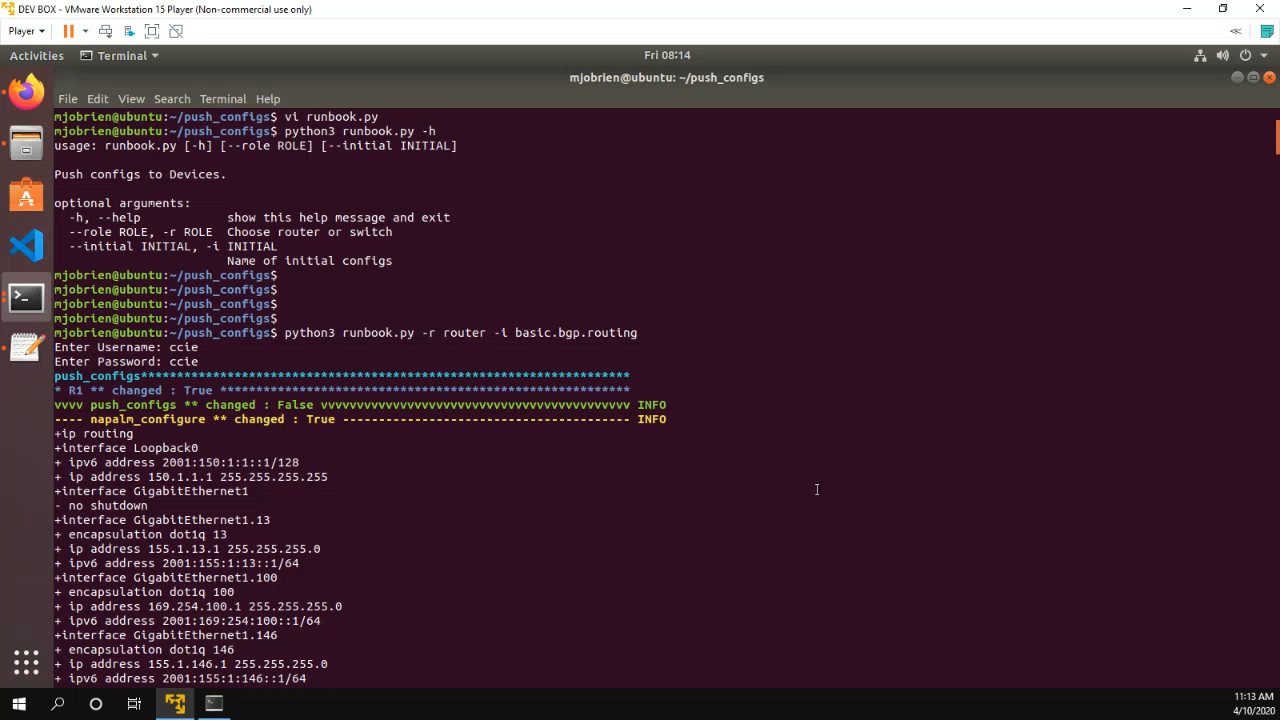 DEV BOX - VMware Workstation 15 Player (Non-commercial use only)
Player
Activities
Terminal
Fri 08:14
mjobrien@ubuntu: ~/push_configs
File Edit View Search Terminal Help
mjobrien@ubuntu:~/push_configs$ vi runbook.py
mjobrien@ubuntu:~/push_configs$ python3 runbook.py -h
usage: runbook.py [-h] [--role ROLE] [--initial INITIAL]
Push configs to Devices.
optional arguments:
-h, --help show this help message and exit
--role ROLE, -r ROLE Choose router or switch
--initial INITIAL, -i INITIAL
Name of initial configs
mjobrien@ubuntu:~/push_configs$
mjobrien@ubuntu:~/push_configs$
mjobrien@ubuntu:~/push_configs$
mjobrien@ubuntu:~/push_configs$
mjobrien@ubuntu:~/push_configs$ python3 runbook.py -r router -i basic.bgp.routing
Enter Username: ccie
Enter Password: ccie
push_configs********************************************************************
* R1 ** changed : True *********************************************************
vvvv push_configs ** changed : False vvvvvvvvvvvvvvvvvvvvvvvvvvvvvvvvvvvvvvvvvvv INFO
---- napalm_configure ** changed : True ---------------------------------------- INFO
+ip routing
+interface Loopback0
+ ipv6 address 2001:150:1:1::1/128
+ ip address 150.1.1.1 255.255.255.255
+interface GigabitEthernet1
- no shutdown
+interface GigabitEthernet1.13
+ encapsulation dot1q 13
+ ip address 155.1.13.1 255.255.255.0
+ ipv6 address 2001:155:1:13::1/64
+interface GigabitEthernet1.100
+ encapsulation dot1q 100
+ ip address 169.254.100.1 255.255.255.0
+ ipv6 address 2001:169:254:100::1/64
+interface GigabitEthernet1.146
+ encapsulation dot1q 146
+ ip address 155.1.146.1 255.255.255.0
+ ipv6 address 2001:155:1:146::1/64
11:13 AM
4/10/2020